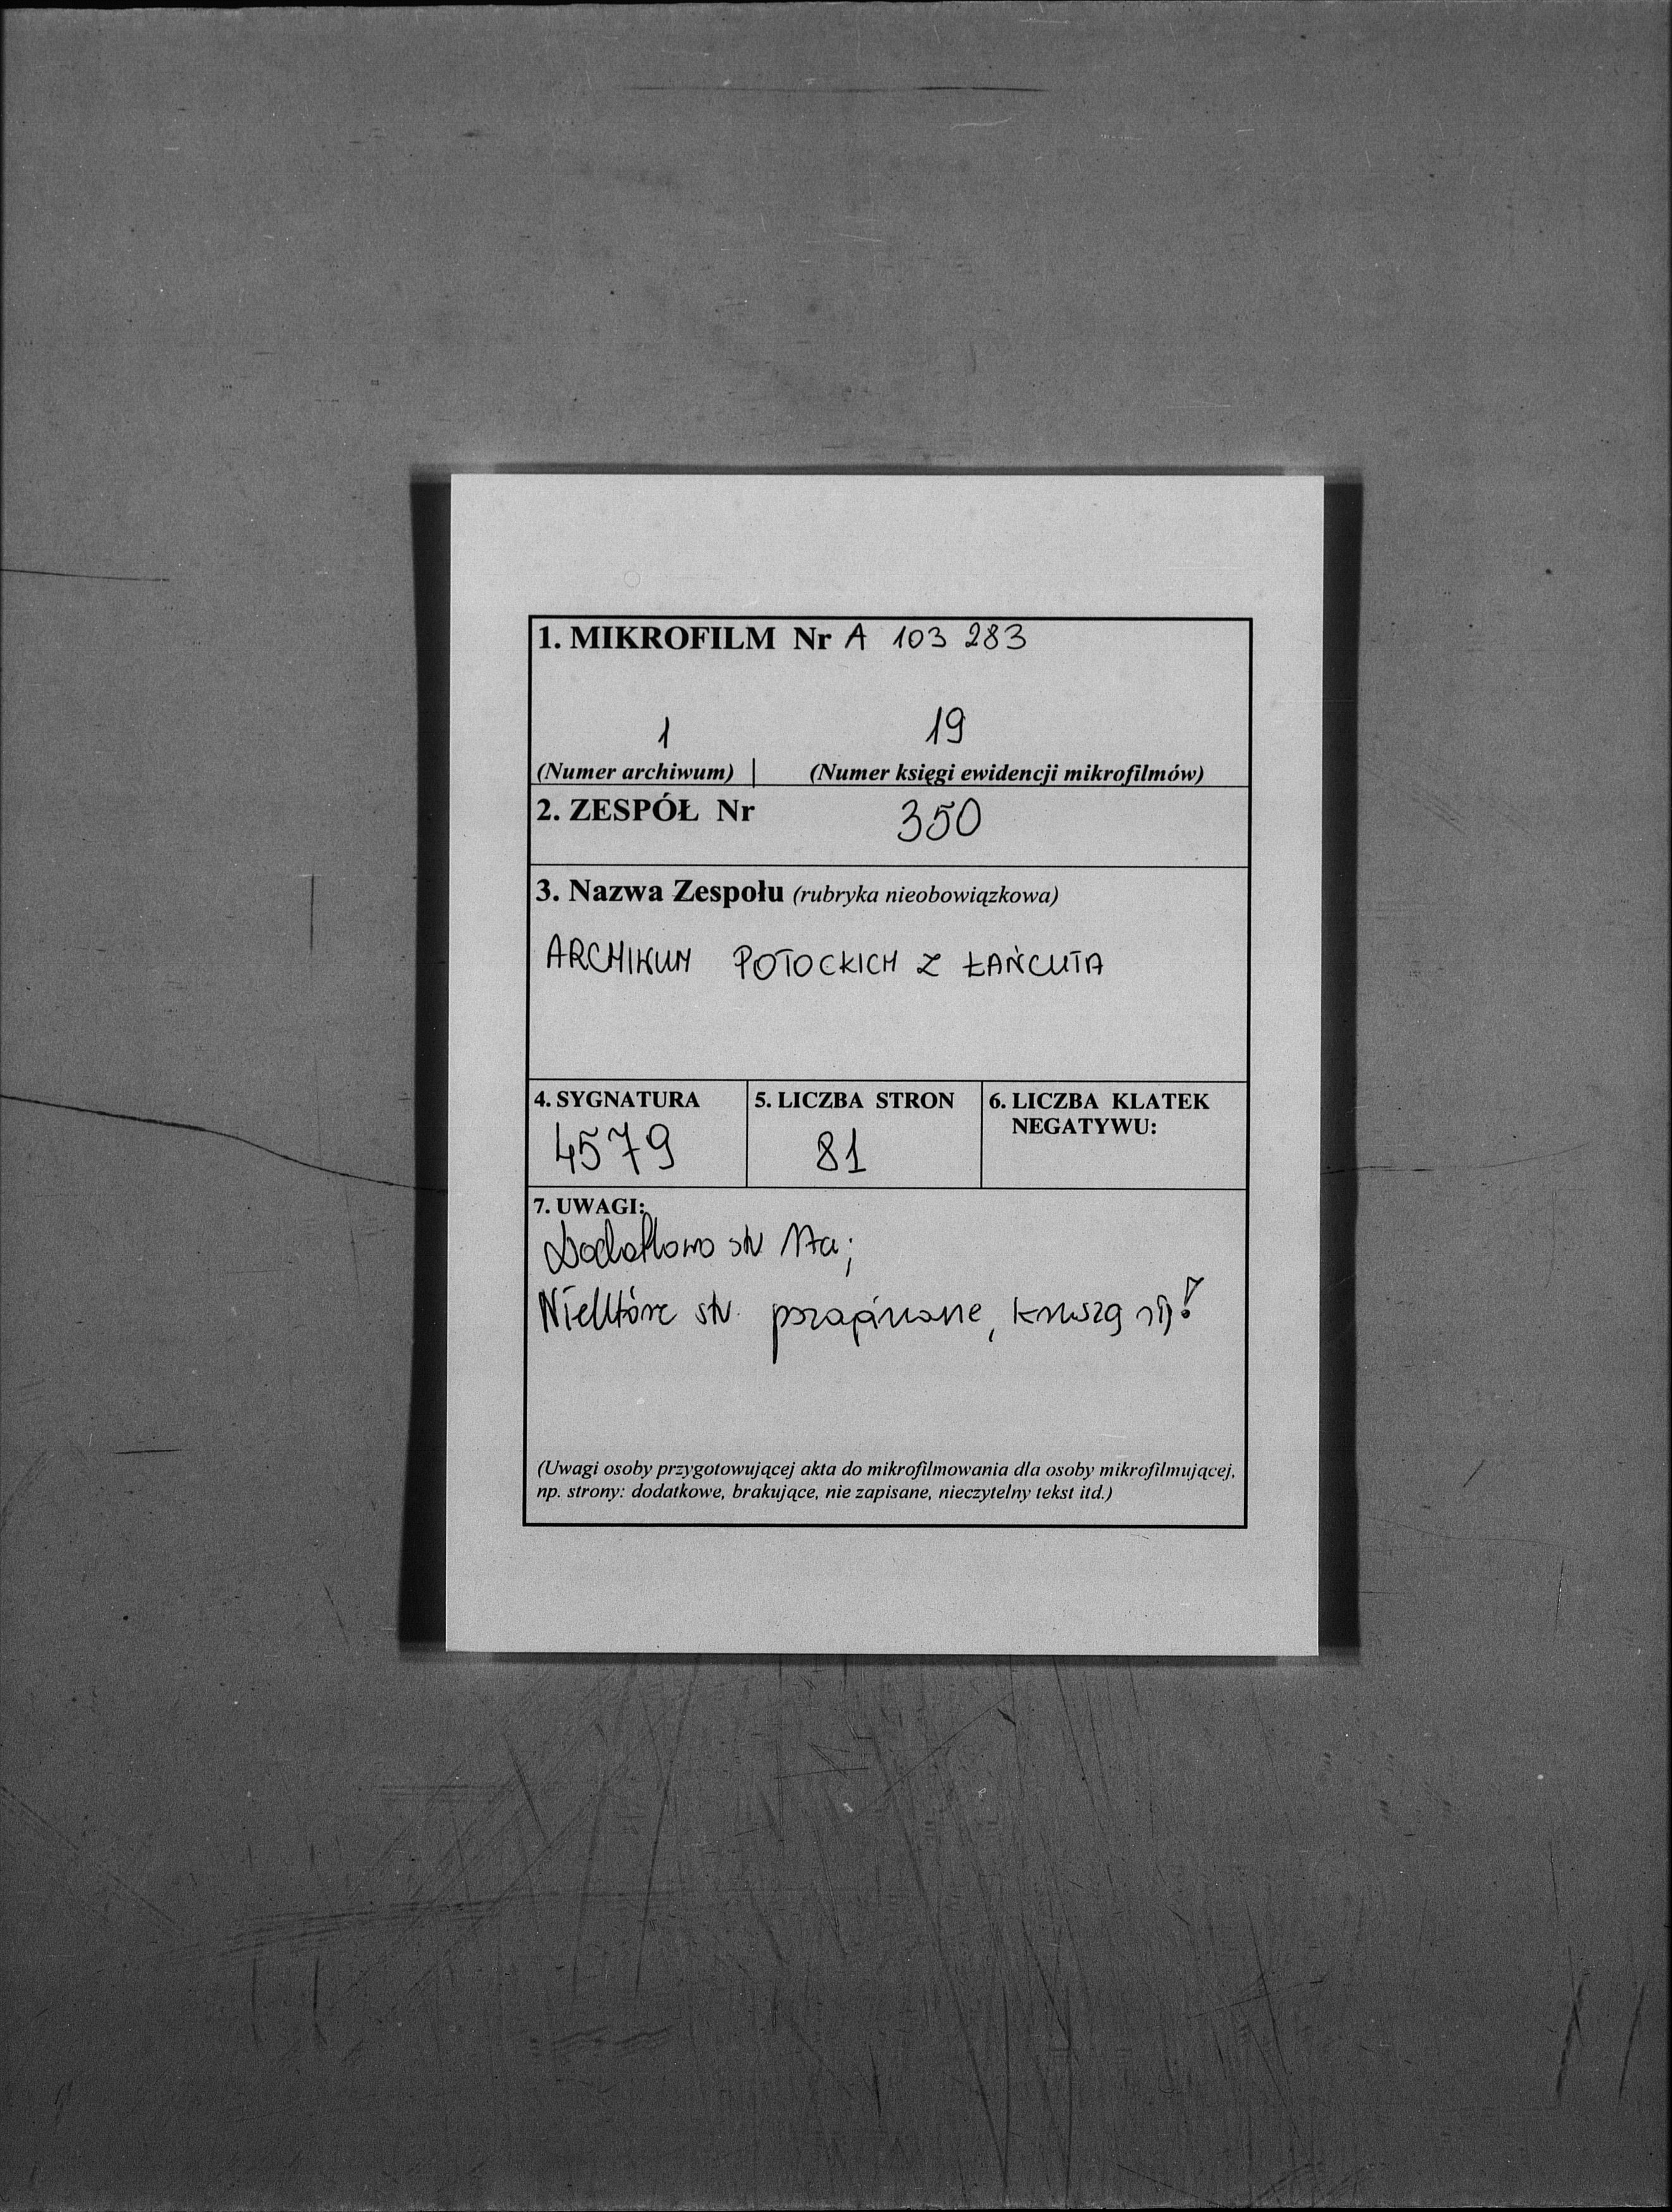 1. MIKROFILM Nr A 103 283
1 19
(Numer archiwum) | (Numer księgi ewidencji mikrofilmów)
2. ZESPÓŁ Nr 350
3. Nazwa Zespołu (rubryka nieobowiązkowa)
ARCHIWUM POTOCKICH Z ŁAŃCUTA
4. SYGNATURA 5. LICZBA STRON 6. LICZBA KLATEK
NEGATYWU:
4579 81
7. UWAGI:
Dodatkowo str 17a;
Niektóre str. kruszą się!
(Uwagi osoby przygotowującej akta do mikrofilmowania dla osoby mikrofilmującej,
np. strony: dodatkowe, brakujące, nie zapisane, nieczytelny tekst itd.)